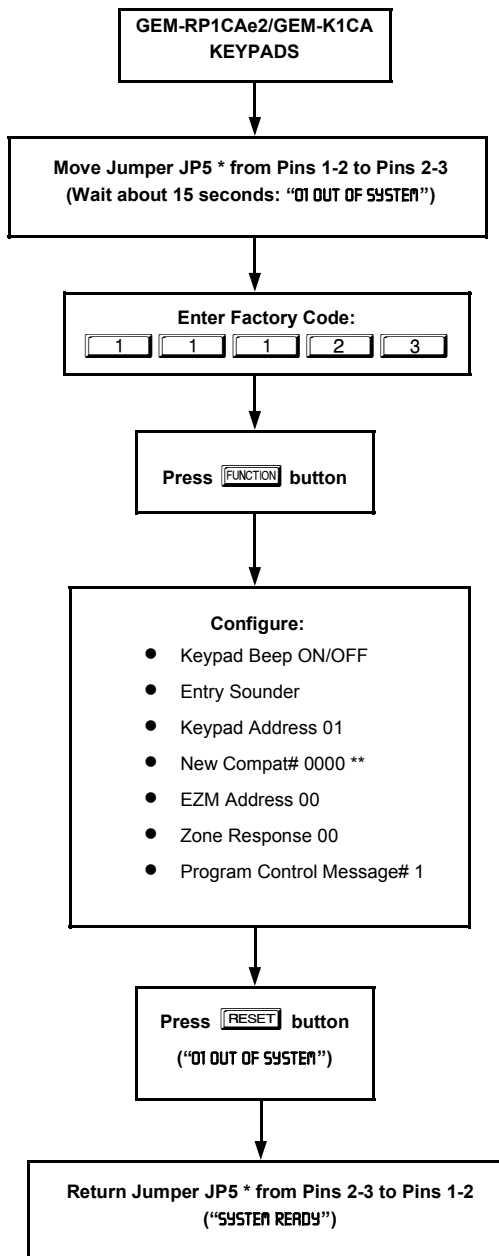 GEM-RP1CAe2/GEM-K1CA
KEYPADS
Move Jumper JP5 * from Pins 1-2 to Pins 2-3
(Wait about 15 seconds: “01 OUT OF SYSTEM”)
Enter Factory Code:
1 1 1 2 3
Press FUNCTION button
Configure:
● Keypad Beep ON/OFF
● Entry Sounder
● Keypad Address 01
● New Compat# 0000 **
● EZM Address 00
● Zone Response 00
● Program Control Message# 1
Press RESET button
(“01 OUT OF SYSTEM”)
Return Jumper JP5 * from Pins 2-3 to Pins 1-2
(“SYSTEM READY”)